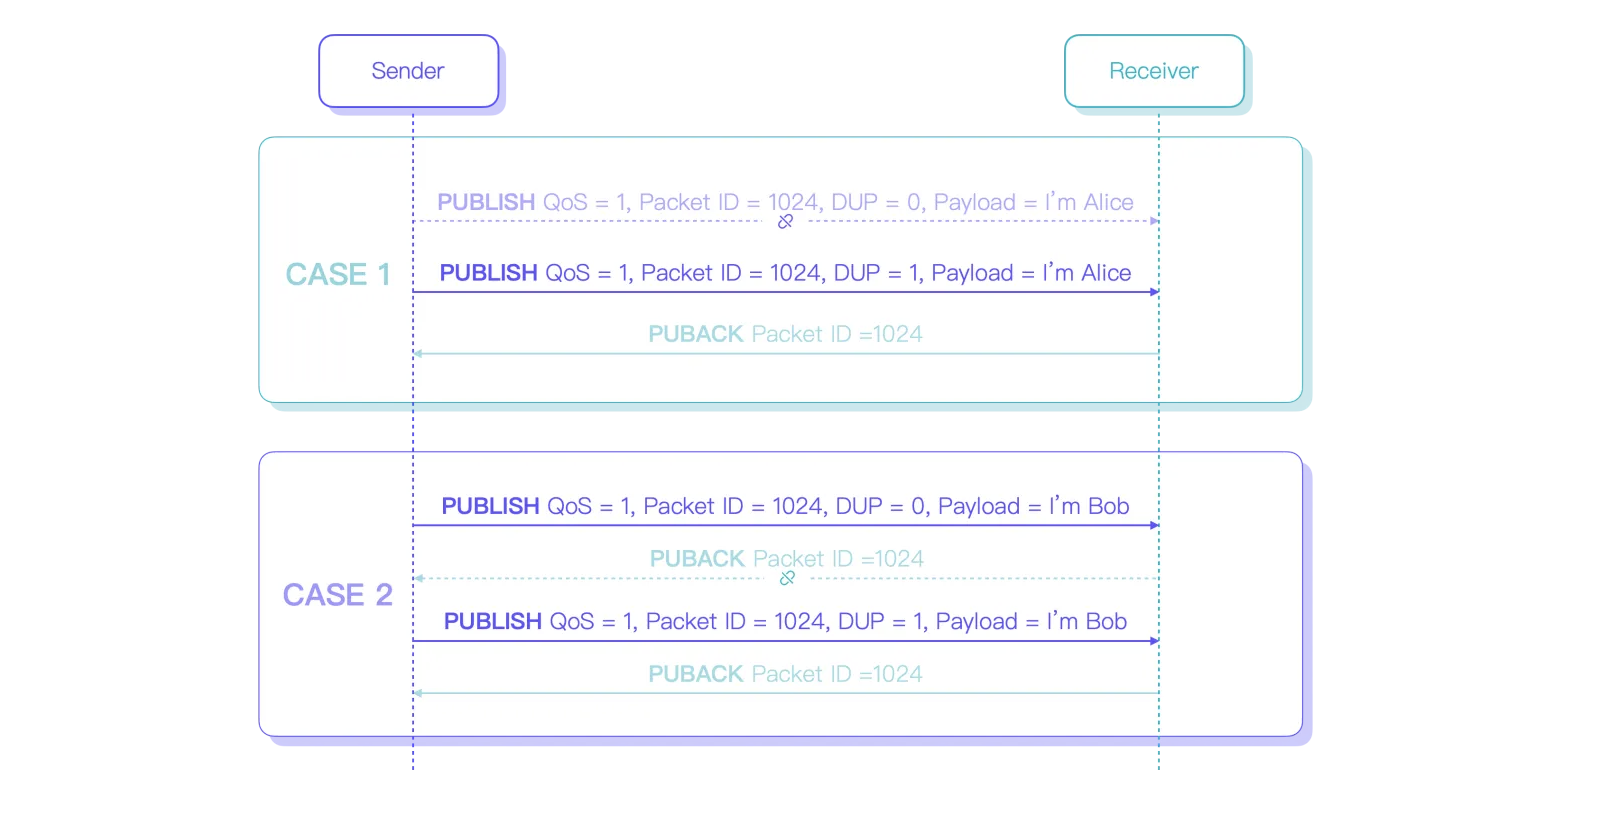 Sender
Receiver
PUBLISH QoS = 1, Packet ID = 1024, DUP = 0, Payload = I’m Alice
CASE 1
PUBLISH QoS = 1, Packet ID = 1024, DUP = 1, Payload = I’m Alice
PUBACK Packet ID =1024
PUBLISH QoS = 1, Packet ID = 1024, DUP = 0, Payload = I’m Bob
PUBACK Packet ID =1024
CASE 2
PUBLISH QoS = 1, Packet ID = 1024, DUP = 1, Payload = I’m Bob
PUBACK Packet ID =1024